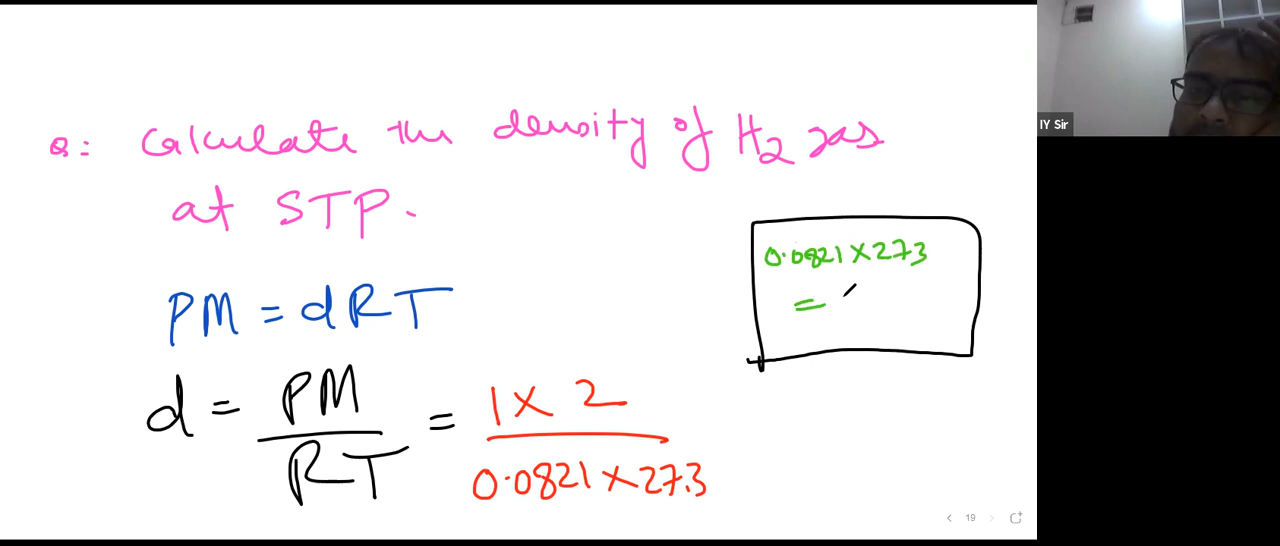 Q: Calculate the density of H2 gas
at STP.
PM = dRT
d = PM/RT = 1 × 2/0.0821 × 273
0.0821 × 273
=
IY Sir
19